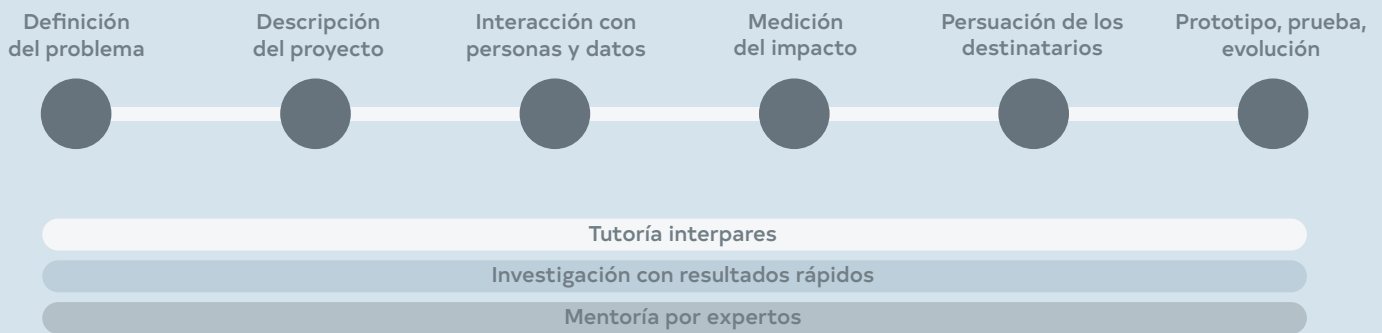 Definición
del problema
Descripción
del proyecto
Interacción con
personas y datos
Medición
del impacto
Persuación de los
destinatarios
Prototipo, prueba,
evolución
Tutoría interpares
Investigación con resultados rápidos
Mentoría por expertos